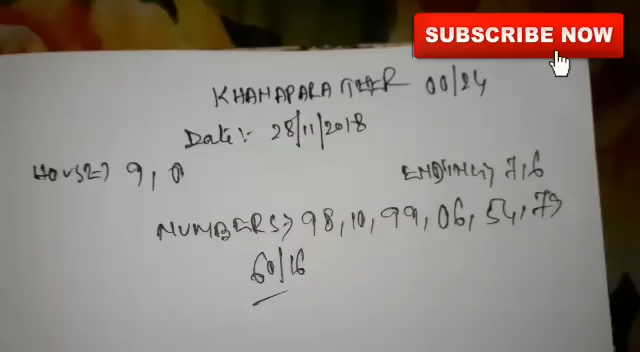 SUBSCRIBE NOW
KHANAPARA TEER 00/24
Date:- 28/11/2018
HOUSE→ 9, 0
ENDING→ 7,6
NUMBERS→ 98, 10, 99, 06, 54, 79
60/16